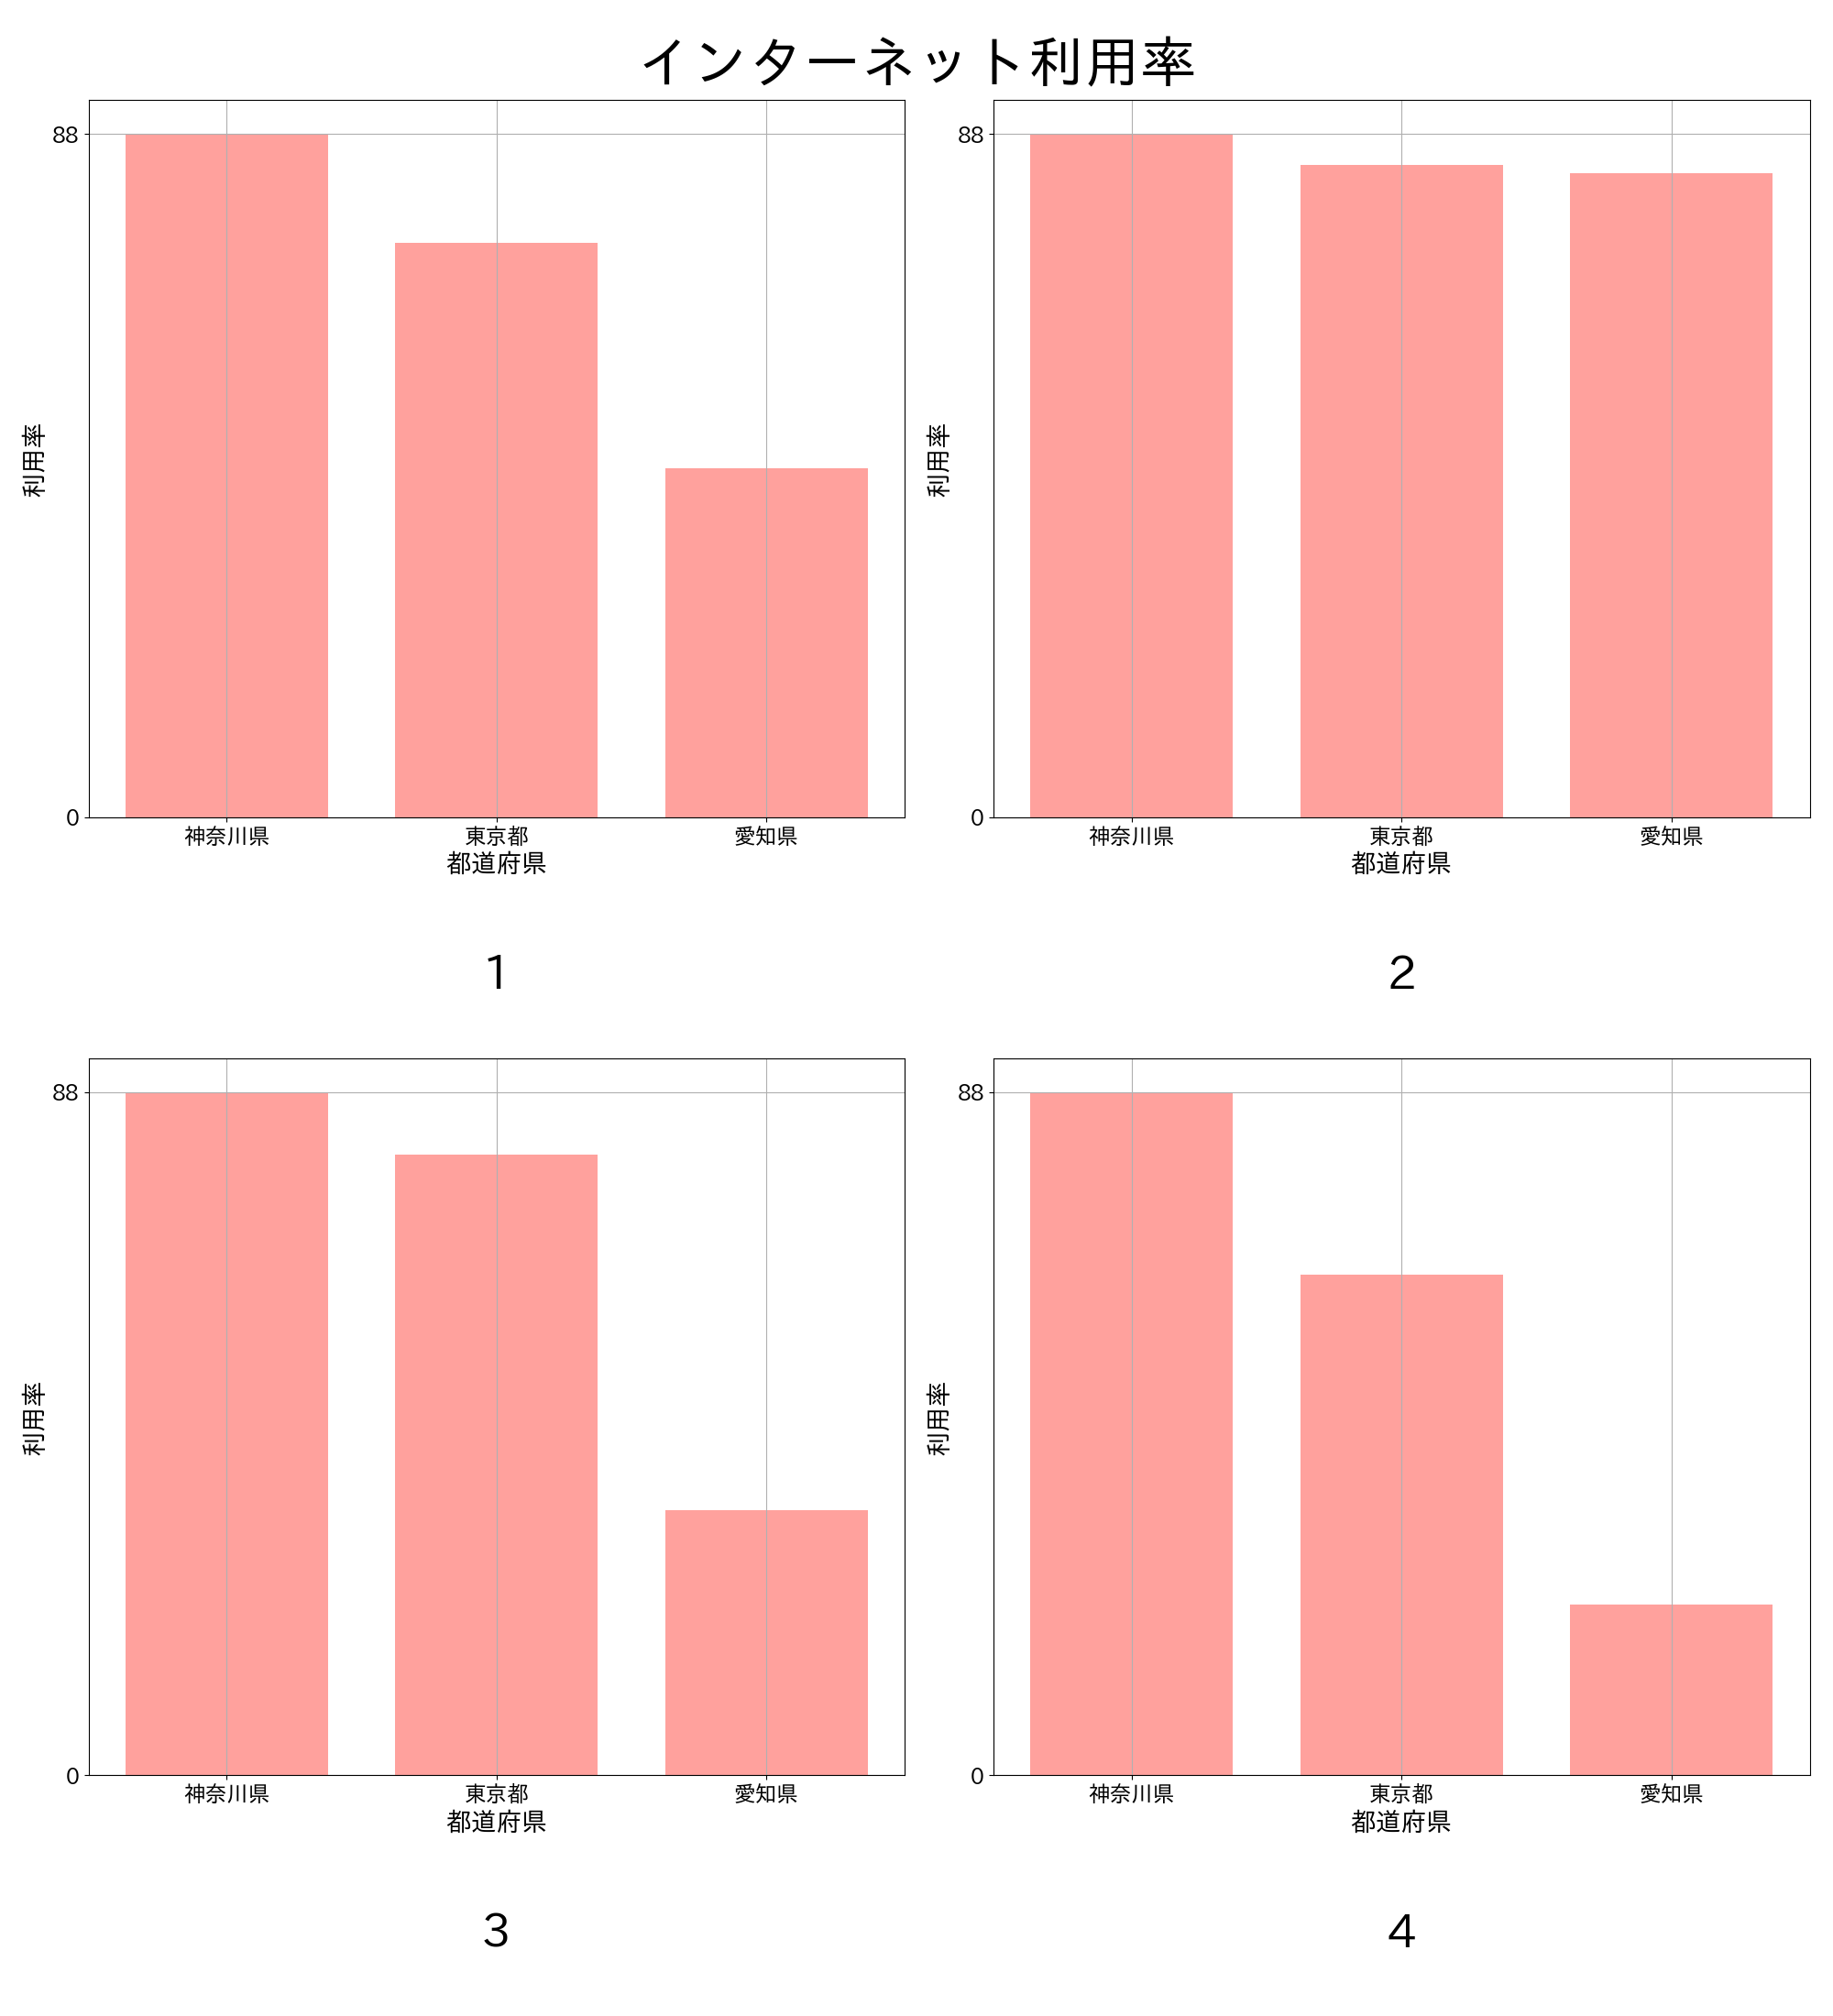 インターネット利用率
88
利用率
0
神奈川県 東京都 愛知県
都道府県
1
88
利用率
0
神奈川県 東京都 愛知県
都道府県
2
88
利用率
0
神奈川県 東京都 愛知県
都道府県
3
88
利用率
0
神奈川県 東京都 愛知県
都道府県
4